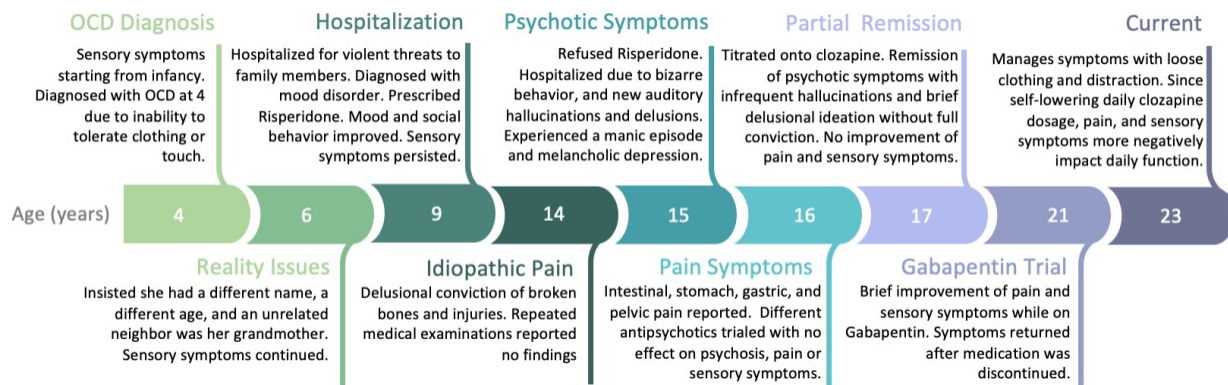 OCD Diagnosis
Sensory symptoms
starting from infancy.
Diagnosed with OCD at 4
due to inability to
tolerate clothing or
touch.
Hospitalization
Hospitalized for violent threats to
family members. Diagnosed with
mood disorder. Prescribed
Risperidone. Mood and social
behavior improved. Sensory
symptoms persisted.
Psychotic Symptoms
Refused Risperidone.
Hospitalized due to bizarre
behavior, and new auditory
hallucinations and delusions.
Experienced a manic episode
and melancholic depression.
Partial Remission
Titrated onto clozapine. Remission
of psychotic symptoms with
infrequent hallucinations and brief
delusional ideation without full
conviction. No improvement of
pain and sensory symptoms.
Current
Manages symptoms with loose
clothing and distraction. Since
self-lowering daily clozapine
dosage, pain, and sensory
symptoms more negatively
impact daily function.
Age (years) 4 6 9 14 15 16 17 21 23
Reality Issues
Insisted she had a different name, a
different age, and an unrelated
neighbor was her grandmother.
Sensory symptoms continued.
Idiopathic Pain
Delusional conviction of broken
bones and injuries. Repeated
medical examinations reported
no findings
Pain Symptoms
Intestinal, stomach, gastric, and
pelvic pain reported. Different
antipsychotics trialed with no
effect on psychosis, pain or
sensory symptoms.
Gabapentin Trial
Brief improvement of pain and
sensory symptoms while on
Gabapentin. Symptoms returned
after medication was
discontinued.